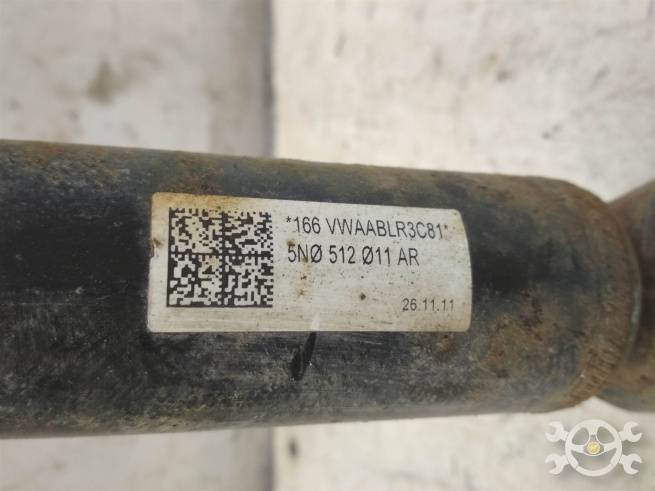 *166 VWAABLR3C81*
5NØ 512 Ø11 AR
26.11.11